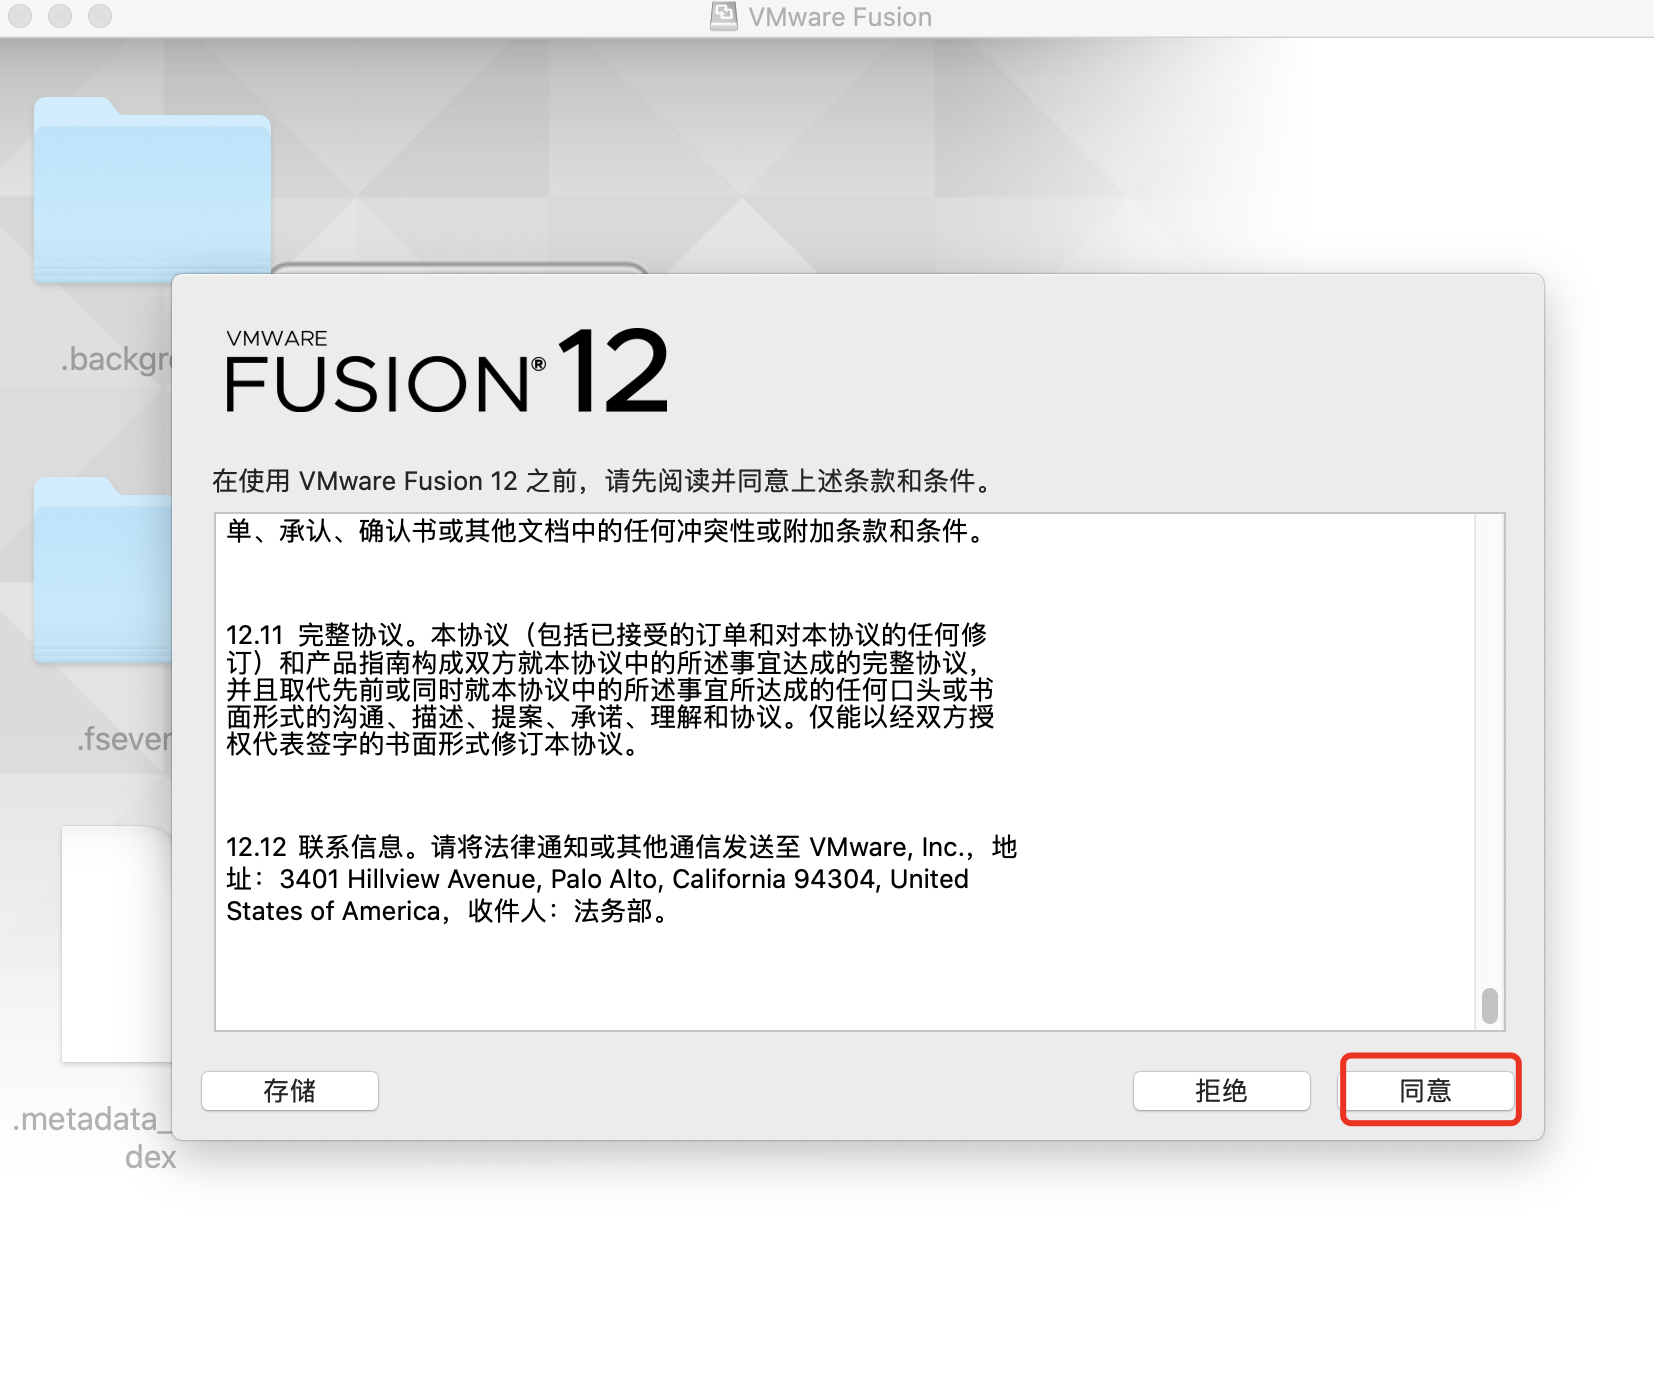 VMware Fusion
.backgro
.fsever
.metadata_
dex
VMWARE
FUSION® 12
在使用 VMware Fusion 12 之前，请先阅读并同意上述条款和条件。
单、承认、确认书或其他文档中的任何冲突性或附加条款和条件。
12.11 完整协议。本协议（包括已接受的订单和对本协议的任何修
订）和产品指南构成双方就本协议中的所述事宜达成的完整协议，
并且取代先前或同时就本协议中的所述事宜所达成的任何口头或书
面形式的沟通、描述、提案、承诺、理解和协议。仅能以经双方授
权代表签字的书面形式修订本协议。
12.12 联系信息。请将法律通知或其他通信发送至 VMware, Inc.，地
址：3401 Hillview Avenue, Palo Alto, California 94304, United
States of America，收件人：法务部。
存储
拒绝
同意